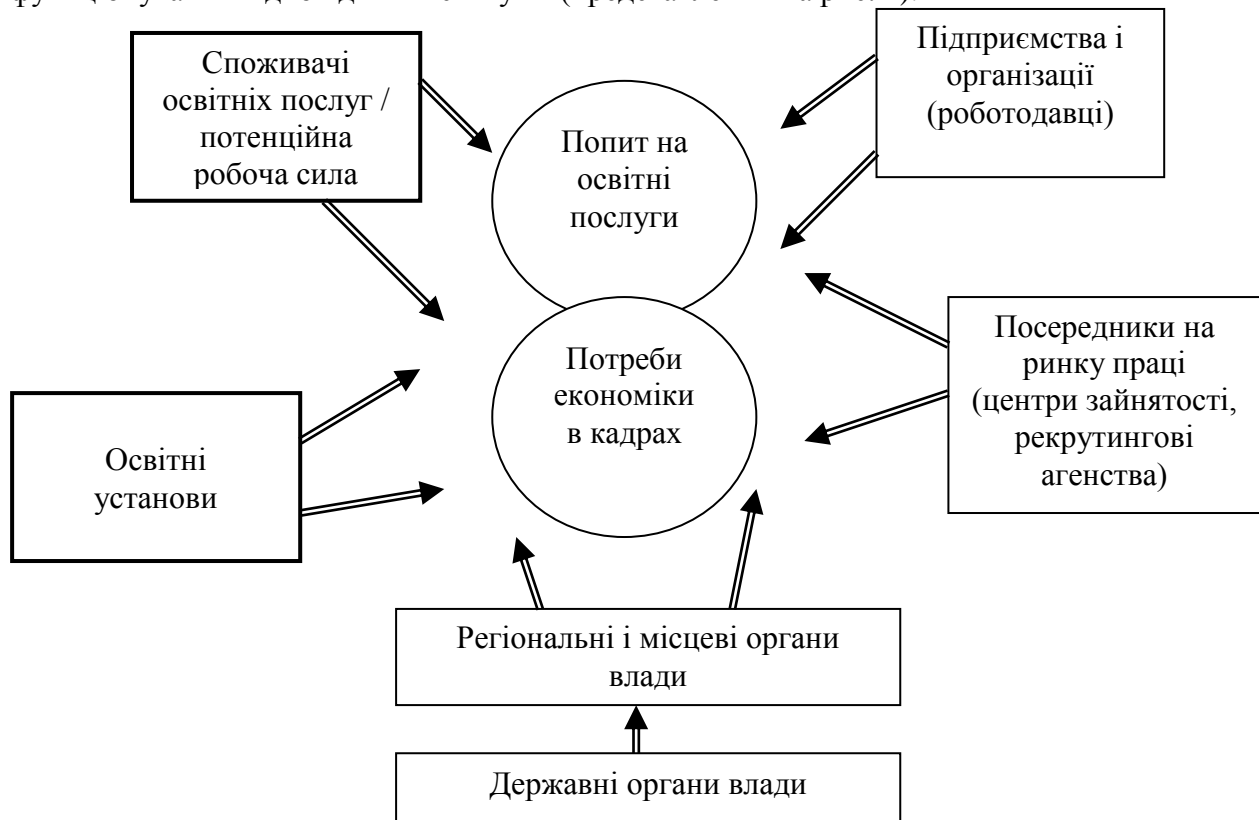 Споживачі
освітніх послуг /
потенційна
робоча сила
Підприємства і
організації
(роботодавці)
Попит на
освітні
послуги
Потреби
економіки
в кадрах
Посередники на
ринку праці
(центри зайнятості,
рекрутингові
агенства)
Освітні
установи
Регіональні і місцеві органи
влади
Державні органи влади